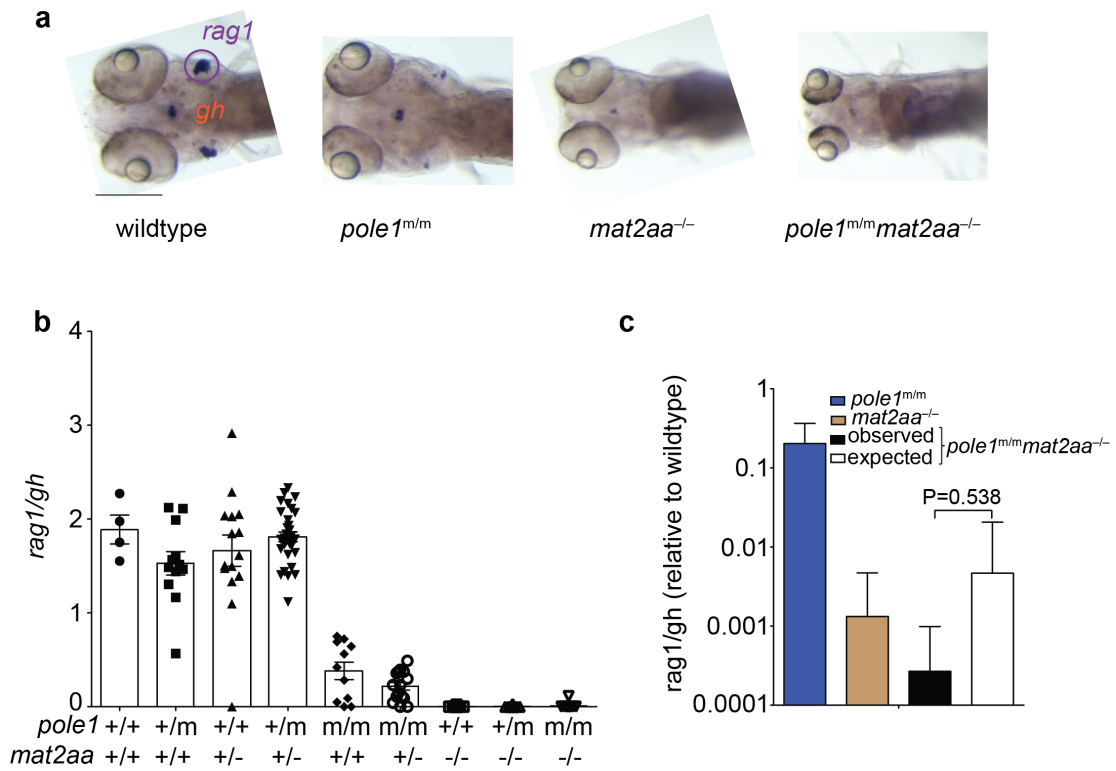 a
rag1
gh
wildtype
pole1m/m
mat2aa–/–
pole1m/mmat2aa–/–
b
4
3
2
1
0
rag1/gh
pole1 +/+ +/m +/+ +/m m/m m/m +/+ +/m m/m
mat2aa +/+ +/+ +/- +/- +/+ +/- -/- -/- -/-
c
rag1/gh (relative to wildtype)
1
0.1
0.01
0.001
0.0001
pole1m/m
mat2aa–/–
observed
expected
pole1m/mmat2aa–/–
P=0.538